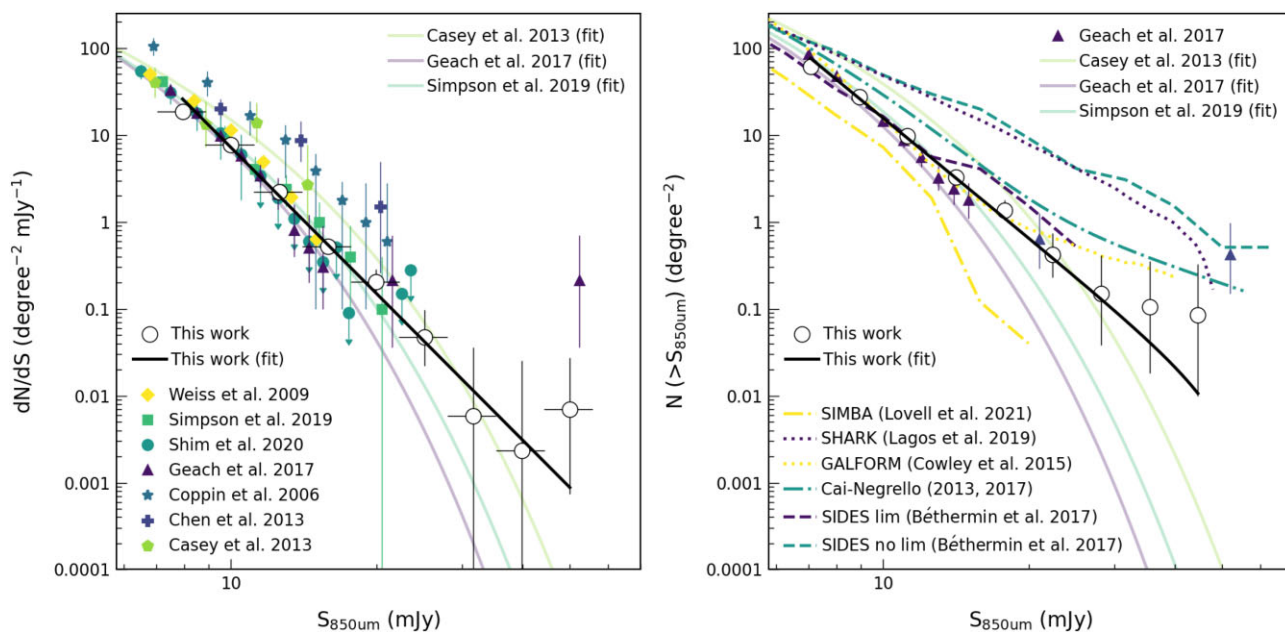 100
10
1
0.1
0.01
0.001
0.0001
dN/dS (degree⁻² mJy⁻¹)
Casey et al. 2013 (fit)
Geach et al. 2017 (fit)
Simpson et al. 2019 (fit)
This work
This work (fit)
Weiss et al. 2009
Simpson et al. 2019
Shim et al. 2020
Geach et al. 2017
Coppin et al. 2006
Chen et al. 2013
Casey et al. 2013
10
S850um (mJy)
100
10
1
0.1
0.01
0.001
0.0001
N (>S850um) (degree⁻²)
Geach et al. 2017
Casey et al. 2013 (fit)
Geach et al. 2017 (fit)
Simpson et al. 2019 (fit)
This work
This work (fit)
SIMBA (Lovell et al. 2021)
SHARK (Lagos et al. 2019)
GALFORM (Cowley et al. 2015)
Cai-Negrello (2013, 2017)
SIDES lim (Béthermin et al. 2017)
SIDES no lim (Béthermin et al. 2017)
10
S850um (mJy)